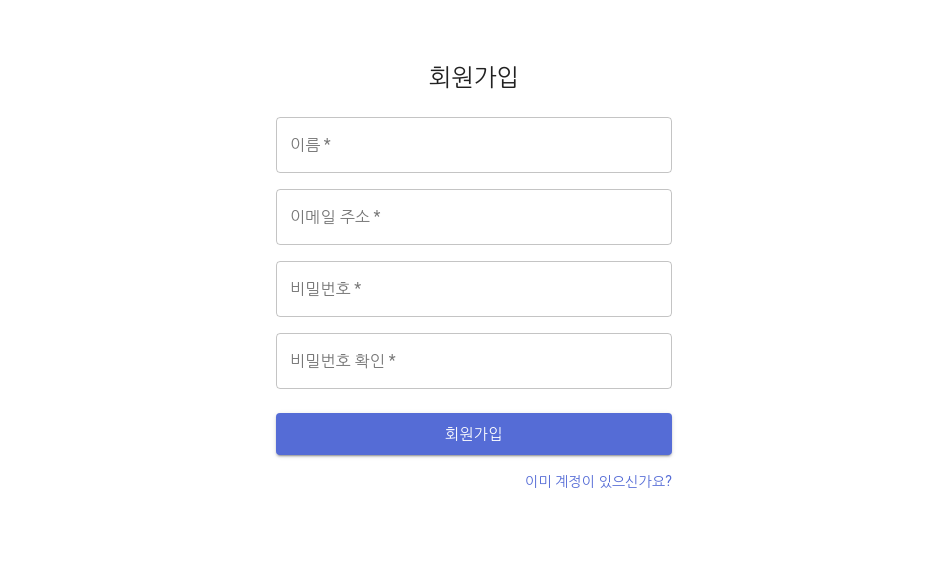 회원가입
이름 *
이메일 주소 *
비밀번호 *
비밀번호 확인 *
회원가입
이미 계정이 있으신가요?